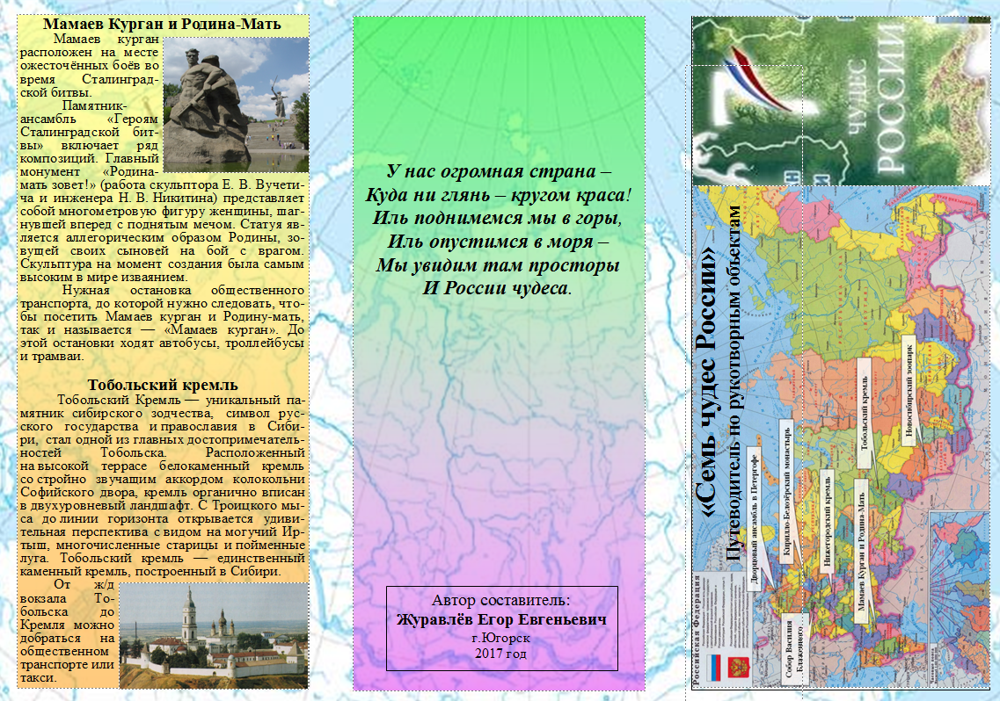 Мамаев Курган и Родина-Мать
Мамаев курган
расположен на месте
ожесточённых боёв во
время Сталинград-
ской битвы.
Памятник-
ансамбль «Героям
Сталинградской бит-
вы» включает ряд
композиций. Главный
монумент «Родина-
мать зовет!» (работа скульптора Е. В. Вучети-
ча и инженера Н. В. Никитина) представляет
собой многометровую фигуру женщины, шаг-
нувшей вперед с поднятым мечом. Статуя яв-
ляется аллегорическим образом Родины, зо-
вущей своих сыновей на бой с врагом.
Скульптура на момент создания была самым
высоким в мире изваянием.
Нужная остановка общественного
транспорта, до которой нужно следовать, что-
бы посетить Мамаев курган и Родину-мать,
так и называется — «Мамаев курган». До
этой остановки ходят автобусы, троллейбусы
и трамваи.
Тобольский кремль
Тобольский Кремль — уникальный па-
мятник сибирского зодчества, символ рус-
ского государства и православия в Сиби-
ри, стал одной из главных достопримечатель-
ностей Тобольска. Расположенный
на высокой террасе белокаменный кремль
со стройно звучащим аккордом колокольни
Софийского двора, кремль органично вписан
в двухуровневый ландшафт. С Троицкого мы-
са до линии горизонта открывается удиви-
тельная перспектива с видом на могучий Ир-
тыш, многочисленные старицы и пойменные
луга. Тобольский кремль — единственный
каменный кремль, построенный в Сибири.
От ж/д
вокзала То-
больска до
Кремля можно
добраться на
общественном
транспорте или
такси.
У нас огромная страна –
Куда ни глянь – кругом краса!
Иль поднимемся мы в горы,
Иль опустимся в моря –
Мы увидим там просторы
И России чудеса.
Автор составитель:
Журавлёв Егор Евгеньевич
г.Югорск
2017 год
7
ЧУДЕС
РОССИИ
«Семь чудес России»
Путеводитель по рукотворным объектам
Российская Федерация
Дворцовый ансамбль в Петергофе
Кирилло-Белозёрский монастырь
Нижегородский кремль
Тобольский кремль
Новосибирский зоопарк
Мамаев Курган и Родина-Мать
Собор Василия
Блаженного